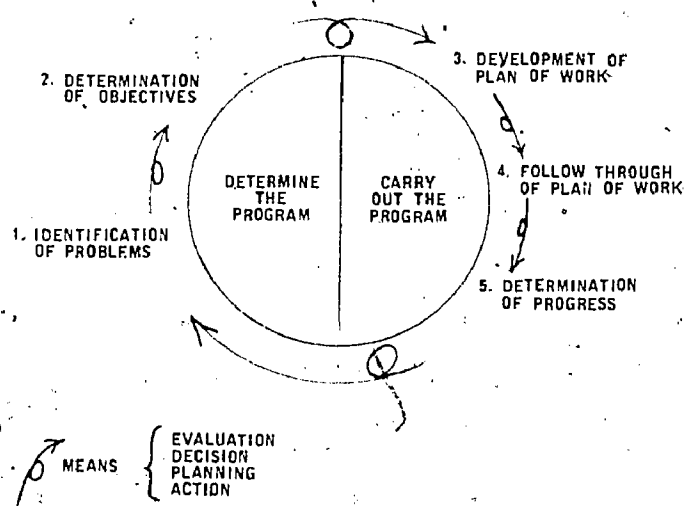 2. DETERMINATION
OF OBJECTIVES
3. DEVELOPMENT OF
PLAN OF WORK
DETERMINE
THE
PROGRAM
CARRY
OUT THE
PROGRAM
4. FOLLOW THROUGH
OF PLAN OF WORK
1. IDENTIFICATION
OF PROBLEMS
5. DETERMINATION
OF PROGRESS
MEANS
EVALUATION
DECISION
PLANNING
ACTION